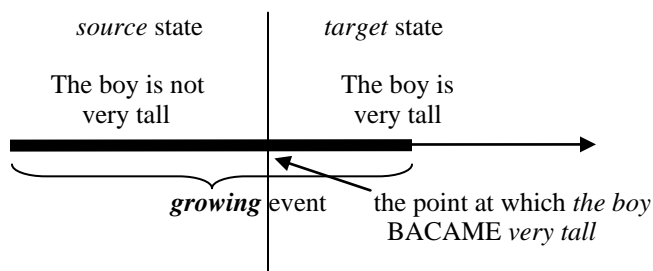 source state target state
The boy is not The boy is
very tall very tall
growing event the point at which the boy
BACAME very tall